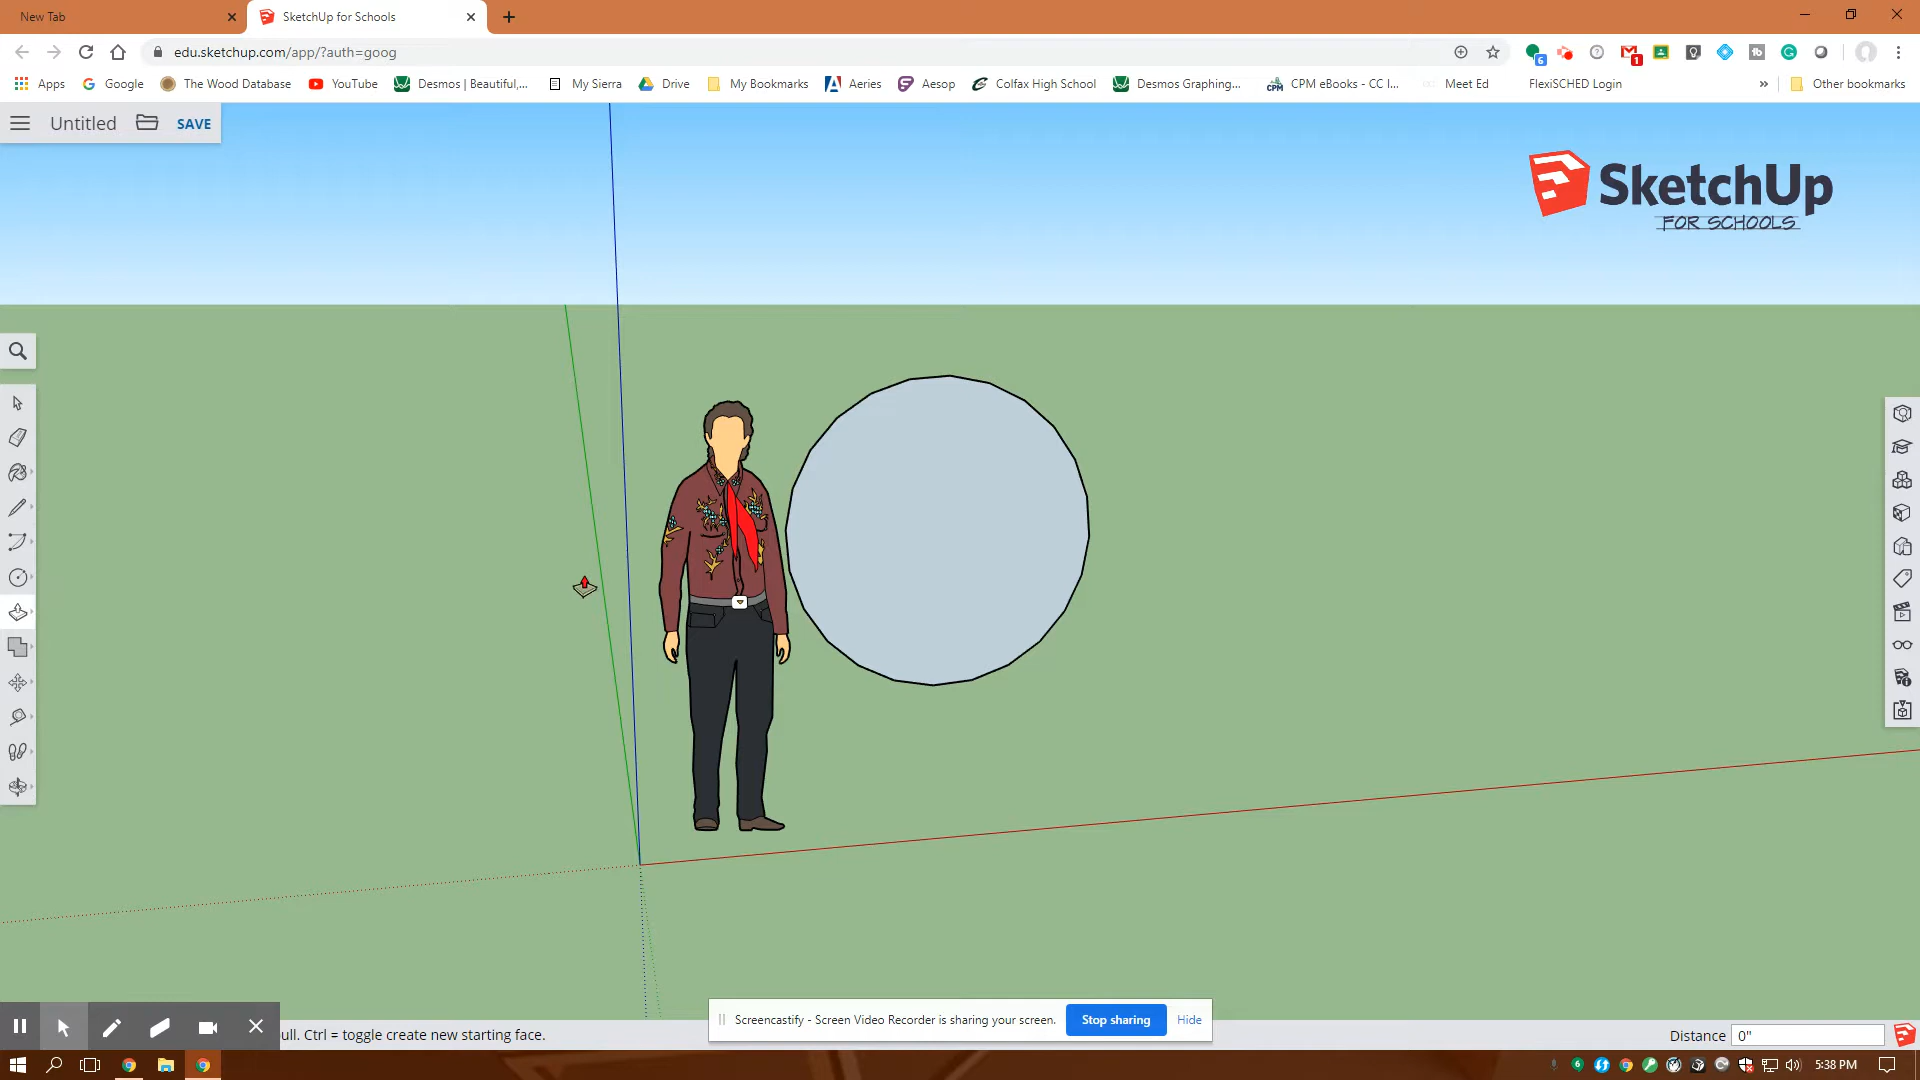 New Tab
SketchUp for Schools
edu.sketchup.com/app/?auth=goog
6
1
Apps
Google
The Wood Database
YouTube
Desmos | Beautiful,...
My Sierra
Drive
My Bookmarks
Aeries
Aesop
Colfax High School
Desmos Graphing...
CPM
CPM eBooks - CC I...
Meet Ed
FlexiSCHED Login
»
Other bookmarks
Untitled
SAVE
SketchUp
FOR SCHOOLS
Screencastify - Screen Video Recorder is sharing your screen.
Stop sharing
Hide
ull. Ctrl = toggle create new starting face.
Distance
0"
5:38 PM